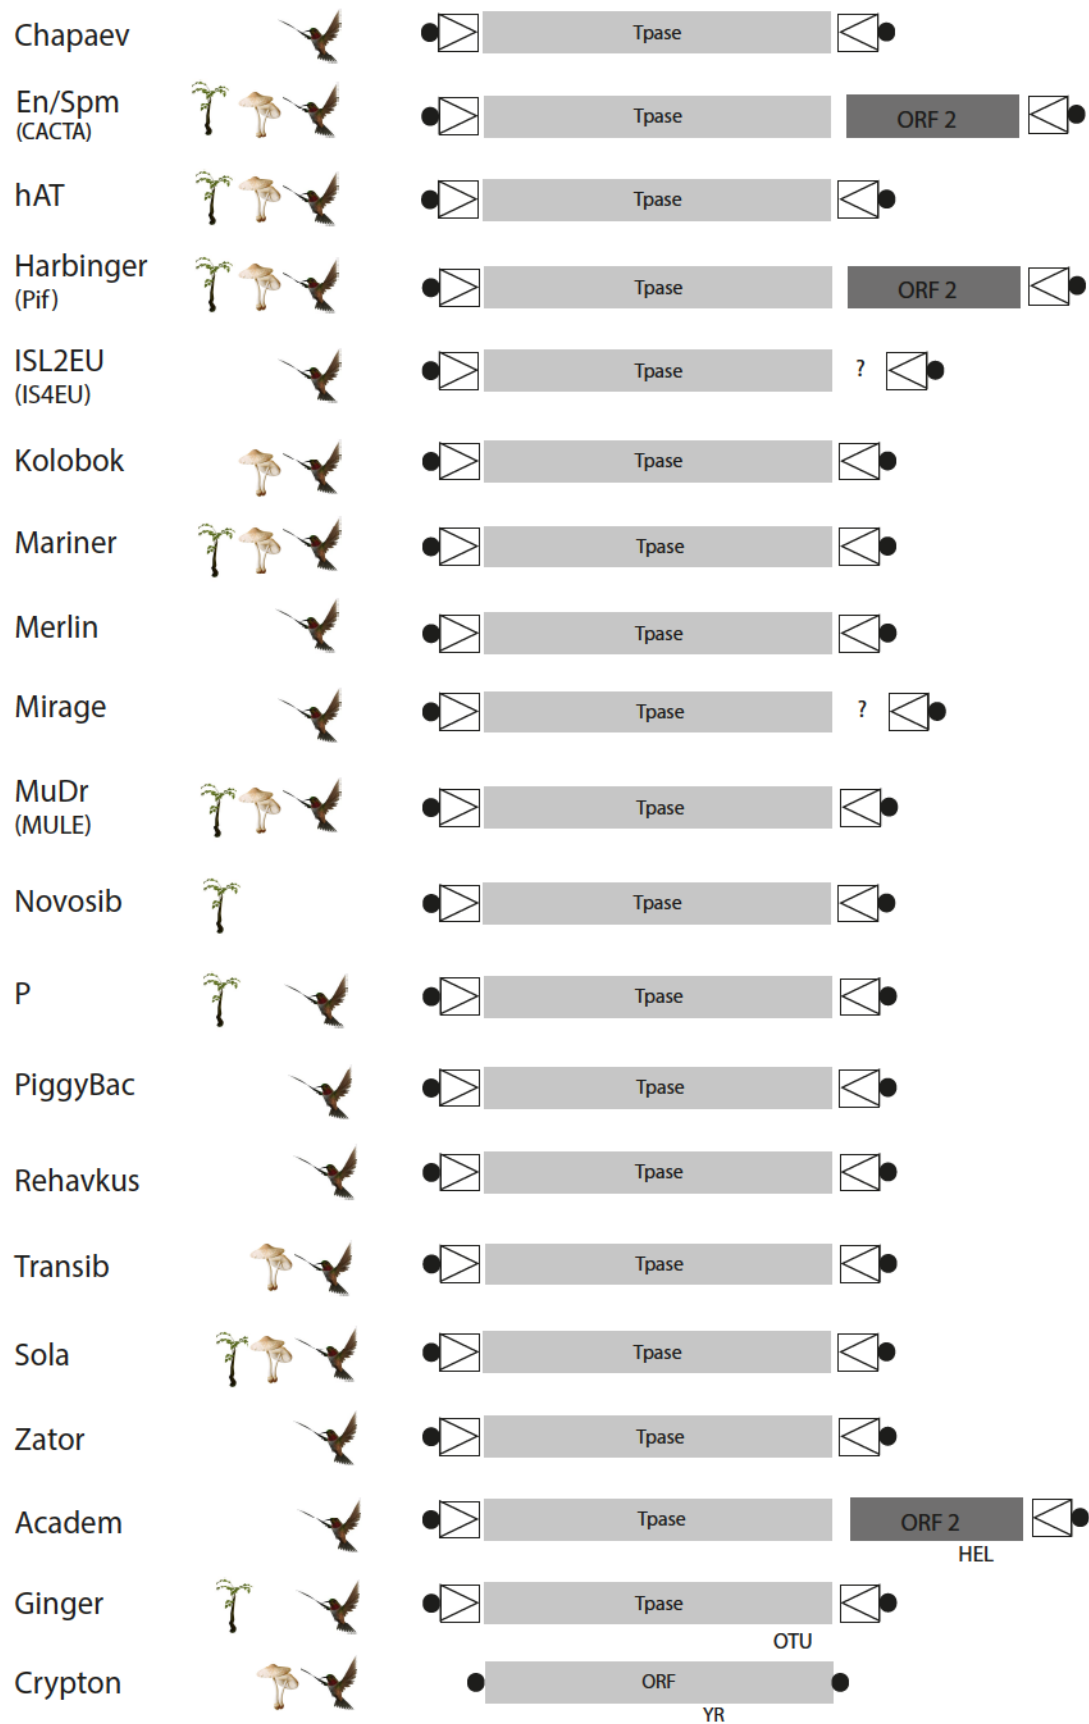 Chapaev Tpase
En/Spm Tpase ORF 2
(CACTA)
hAT Tpase
Harbinger Tpase ORF 2
(Pif)
ISL2EU Tpase ?
(IS4EU)
Kolobok Tpase
Mariner Tpase
Merlin Tpase
Mirage Tpase ?
MuDr Tpase
(MULE)
Novosib Tpase
P Tpase
PiggyBac Tpase
Rehavkus Tpase
Transib Tpase
Sola Tpase
Zator Tpase
Academ Tpase ORF 2
HEL
Ginger Tpase
OTU
Crypton ORF
YR